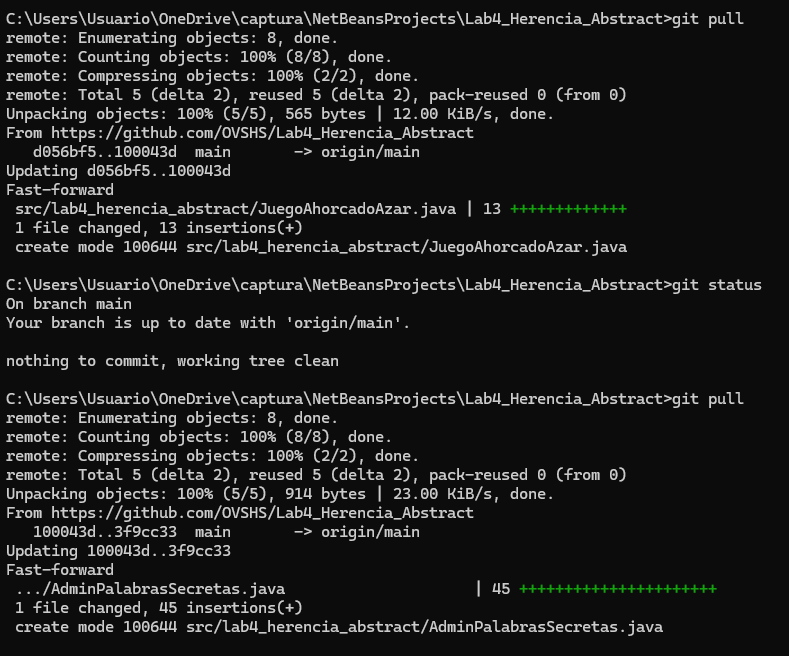 C:\Users\Usuario\OneDrive\captura\NetBeansProjects\Lab4_Herencia_Abstract>git pull
remote: Enumerating objects: 8, done.
remote: Counting objects: 100% (8/8), done.
remote: Compressing objects: 100% (2/2), done.
remote: Total 5 (delta 2), reused 5 (delta 2), pack-reused 0 (from 0)
Unpacking objects: 100% (5/5), 565 bytes | 12.00 KiB/s, done.
From https://github.com/OVSHS/Lab4_Herencia_Abstract
   d056bf5..100043d  main       -> origin/main
Updating d056bf5..100043d
Fast-forward
 src/lab4_herencia_abstract/JuegoAhorcadoAzar.java | 13 +++++++++++++
 1 file changed, 13 insertions(+)
 create mode 100644 src/lab4_herencia_abstract/JuegoAhorcadoAzar.java

C:\Users\Usuario\OneDrive\captura\NetBeansProjects\Lab4_Herencia_Abstract>git status
On branch main
Your branch is up to date with 'origin/main'.

nothing to commit, working tree clean

C:\Users\Usuario\OneDrive\captura\NetBeansProjects\Lab4_Herencia_Abstract>git pull
remote: Enumerating objects: 8, done.
remote: Counting objects: 100% (8/8), done.
remote: Compressing objects: 100% (2/2), done.
remote: Total 5 (delta 2), reused 5 (delta 2), pack-reused 0 (from 0)
Unpacking objects: 100% (5/5), 914 bytes | 23.00 KiB/s, done.
From https://github.com/OVSHS/Lab4_Herencia_Abstract
   100043d..3f9cc33  main       -> origin/main
Updating 100043d..3f9cc33
Fast-forward
 .../AdminPalabrasSecretas.java                     | 45 ++++++++++++++++++++++
 1 file changed, 45 insertions(+)
 create mode 100644 src/lab4_herencia_abstract/AdminPalabrasSecretas.java